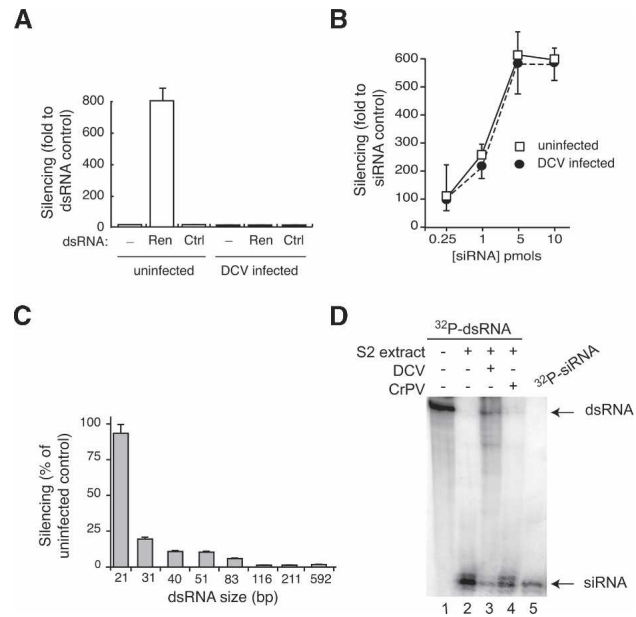 A
Silencing (fold to
dsRNA control)
800
600
400
200
0
dsRNA: – Ren Ctrl – Ren Ctrl
uninfected DCV infected
B
Silencing (fold to
siRNA control)
600
500
400
300
200
100
0
uninfected
DCV infected
0.25 1 5 10
[siRNA] pmols
C
Silencing (% of
uninfected control)
100
75
50
25
0
21 31 40 51 83 116 211 592
dsRNA size (bp)
D
32P-dsRNA
S2 extract - + + +
DCV - - + -
CrPV - - - +
32P-siRNA
dsRNA
siRNA
1 2 3 4 5